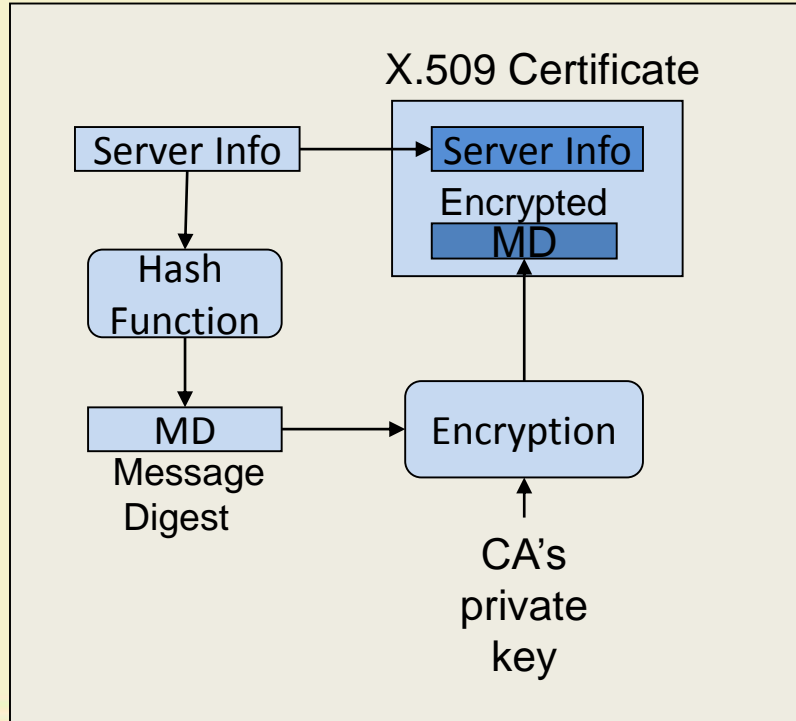 X.509 Certificate
Server Info
Server Info
Encrypted
MD
Hash
Function
MD
Message
Digest
Encryption
CA's
private
key